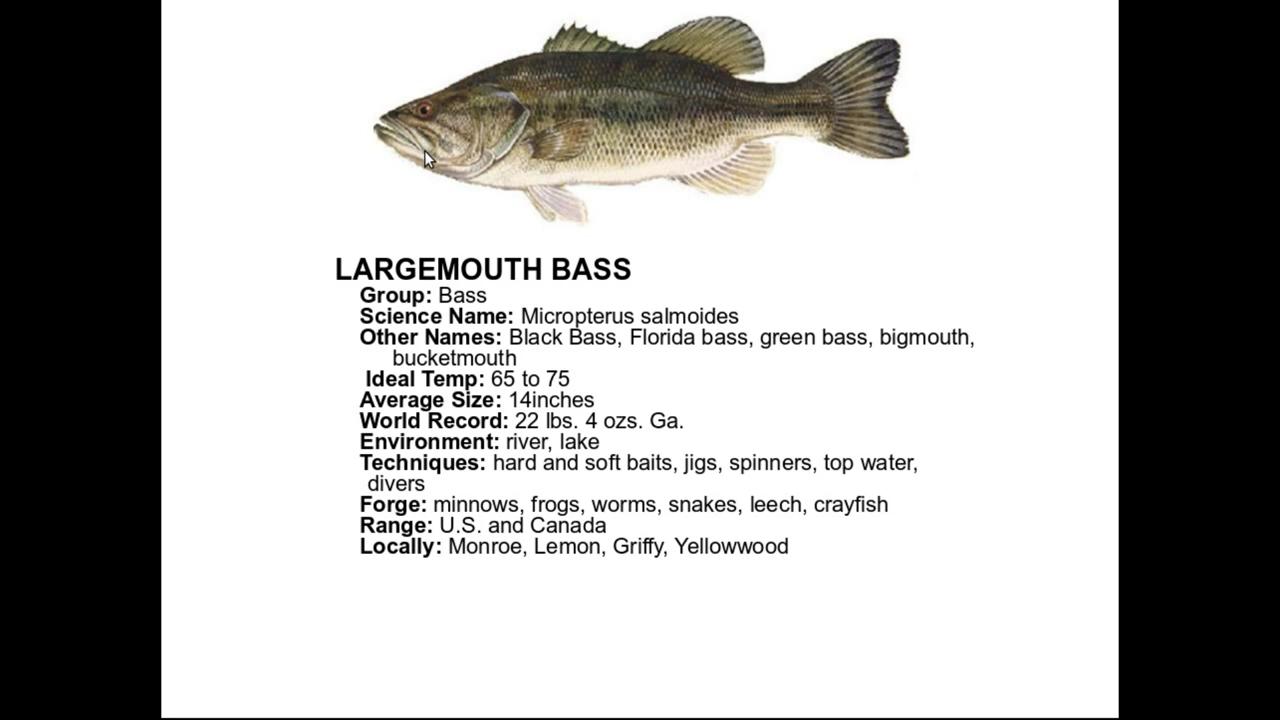 LARGEMOUTH BASS
Group: Bass
Science Name: Micropterus salmoides
Other Names: Black Bass, Florida bass, green bass, bigmouth,
bucketmouth
Ideal Temp: 65 to 75
Average Size: 14inches
World Record: 22 lbs. 4 ozs. Ga.
Environment: river, lake
Techniques: hard and soft baits, jigs, spinners, top water,
divers
Forge: minnows, frogs, worms, snakes, leech, crayfish
Range: U.S. and Canada
Locally: Monroe, Lemon, Griffy, Yellowwood